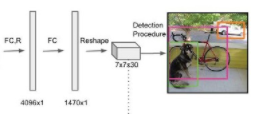 Detection
Procedure
FC,R
FC
Reshape
7x7x30
4096x1
1470x1